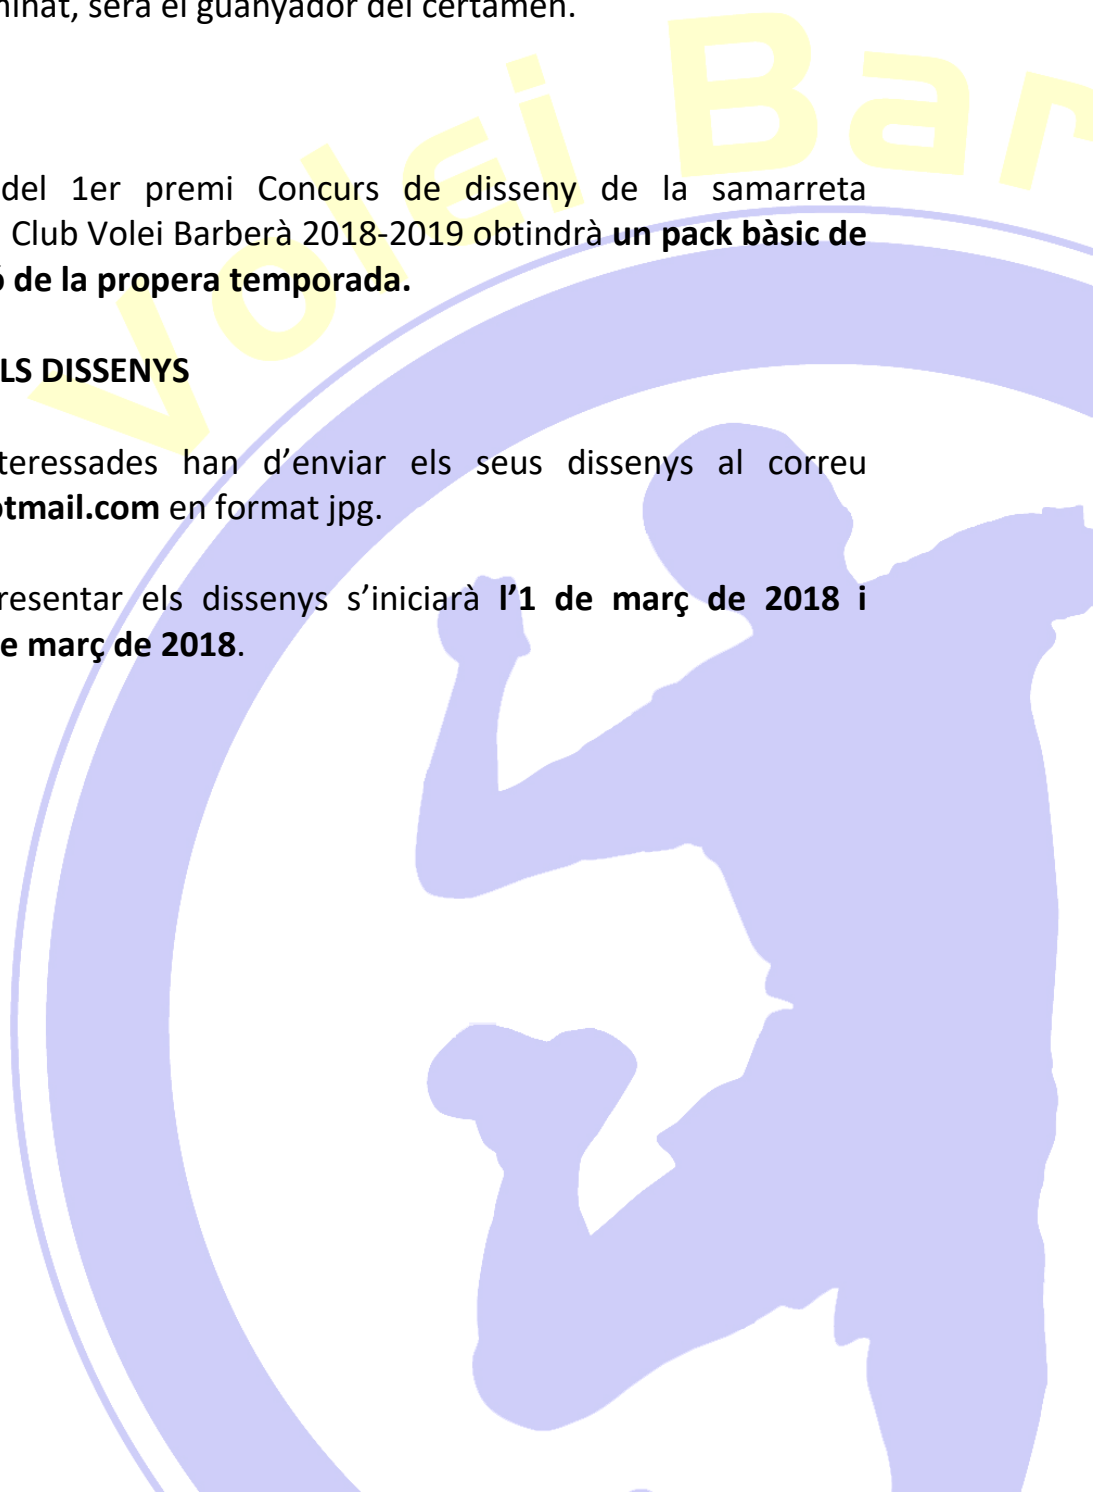 minat, serà el guanyador del certamen.
del 1er premi Concurs de disseny de la samarreta
Club Volei Barberà 2018-2019 obtindrà un pack bàsic de
ó de la propera temporada.
LS DISSENYS
teressades han d’enviar els seus dissenys al correu
otmail.com en format jpg.
resentar els dissenys s’iniciarà l’1 de març de 2018 i
e març de 2018.
Volei Bar